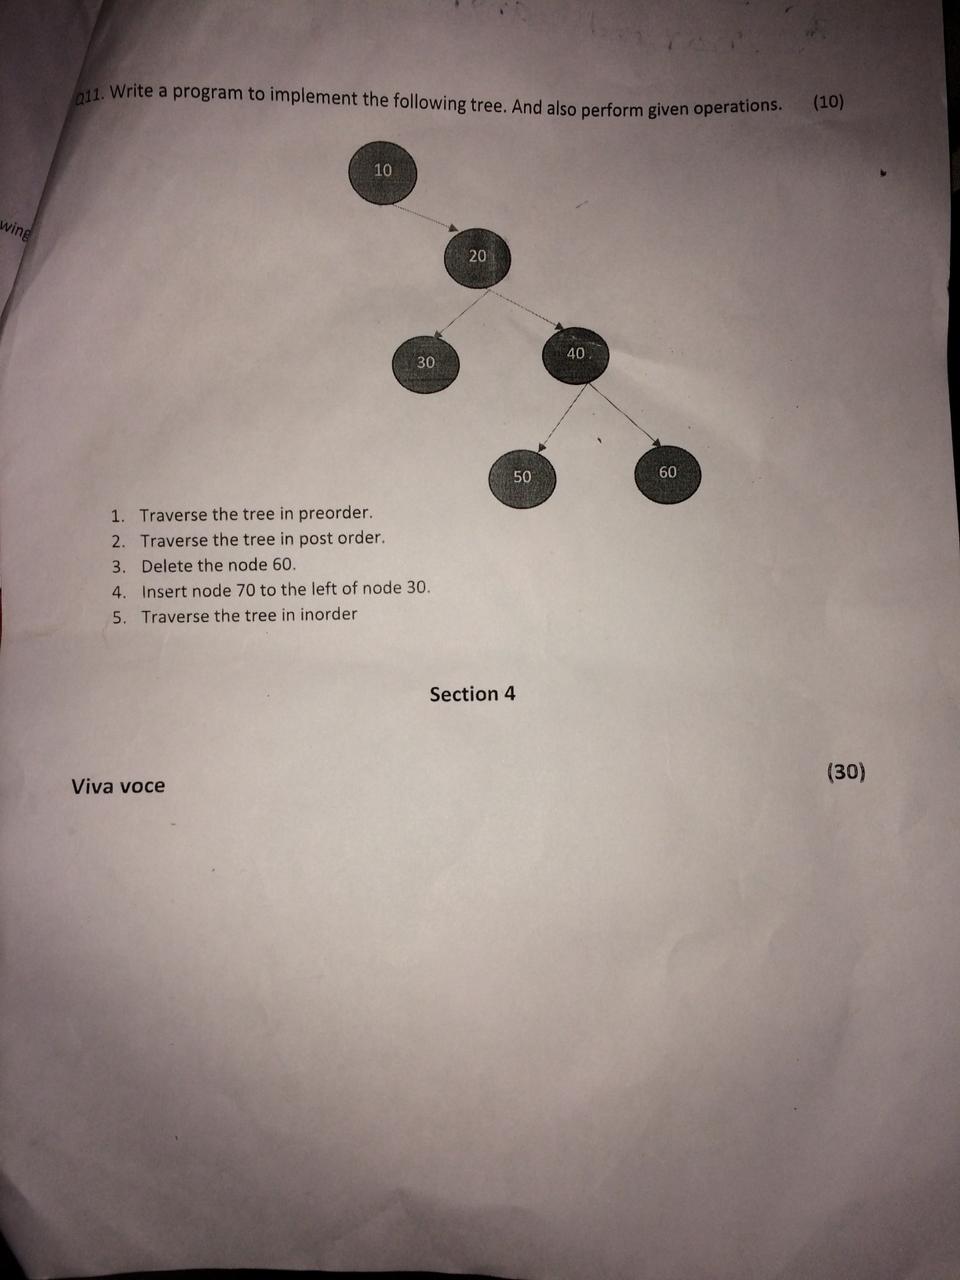 Q11. Write a program to implement the following tree. And also perform given operations. (10)
wing
10
20
30
40
50
60
1. Traverse the tree in preorder.
2. Traverse the tree in post order.
3. Delete the node 60.
4. Insert node 70 to the left of node 30.
5. Traverse the tree in inorder
Section 4
Viva voce (30)